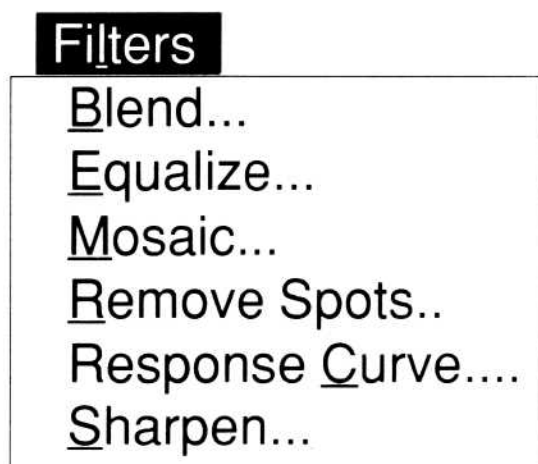 Filters
Blend...
Equalize...
Mosaic...
Remove Spots..
Response Curve....
Sharpen...